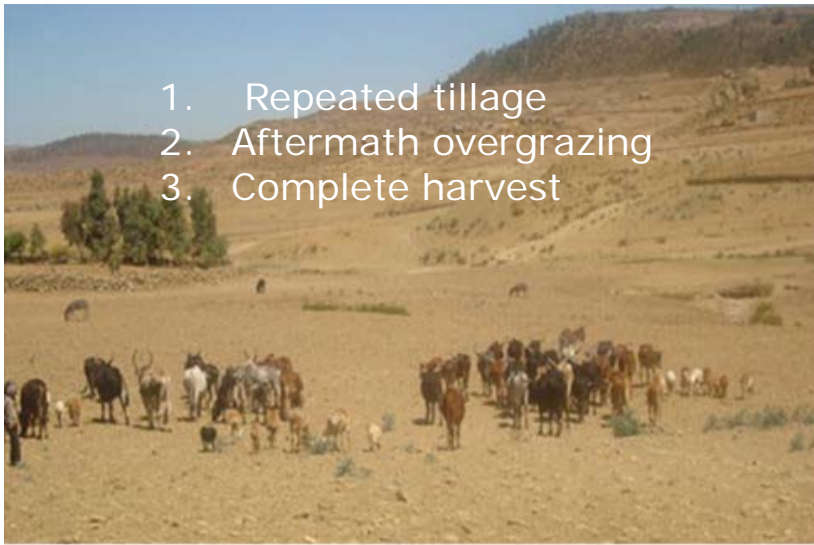 1. Repeated tillage
2. Aftermath overgrazing
3. Complete harvest